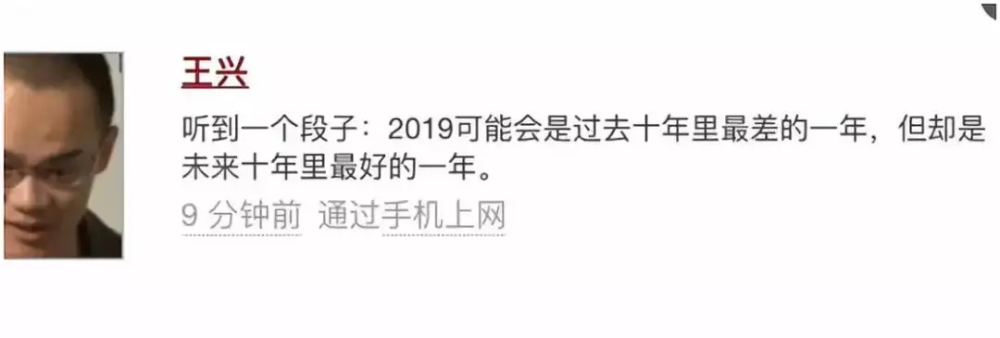 王兴
听到一个段子：2019可能会是过去十年里最差的一年，但却是
未来十年里最好的一年。
9 分钟前 通过手机上网